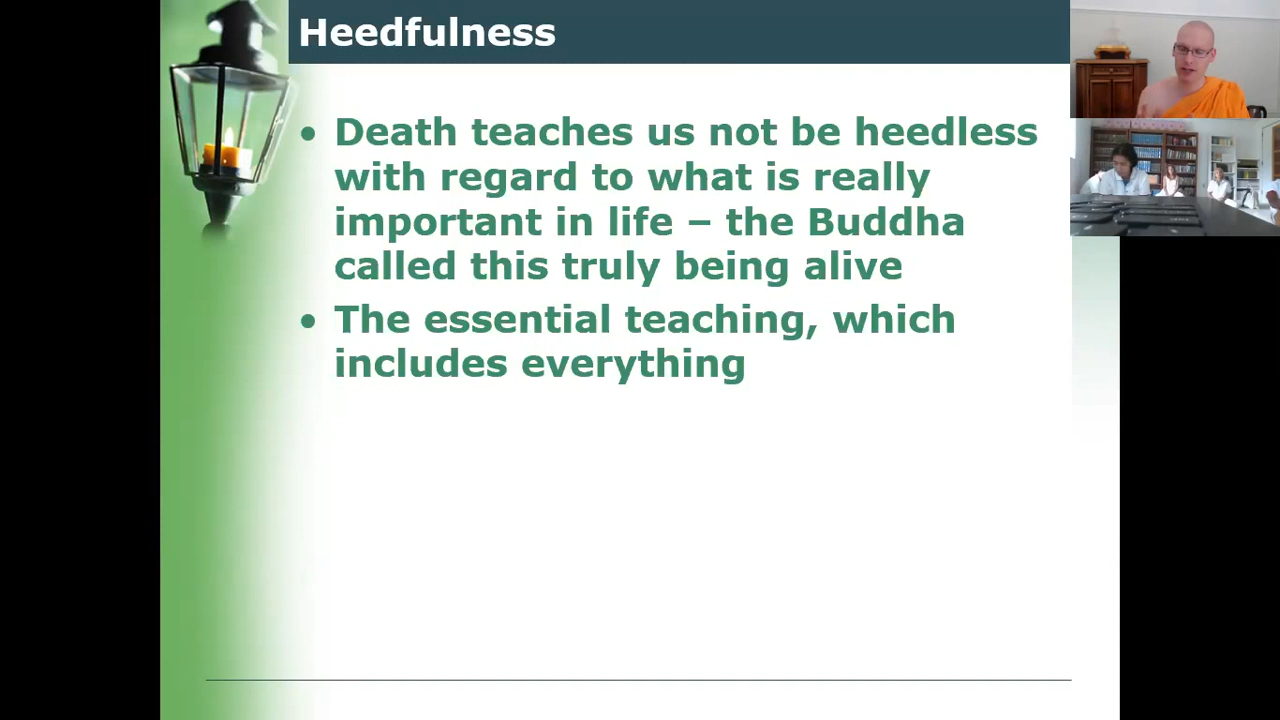 Heedfulness
• Death teaches us not be heedless
with regard to what is really
important in life – the Buddha
called this truly being alive
• The essential teaching, which
includes everything